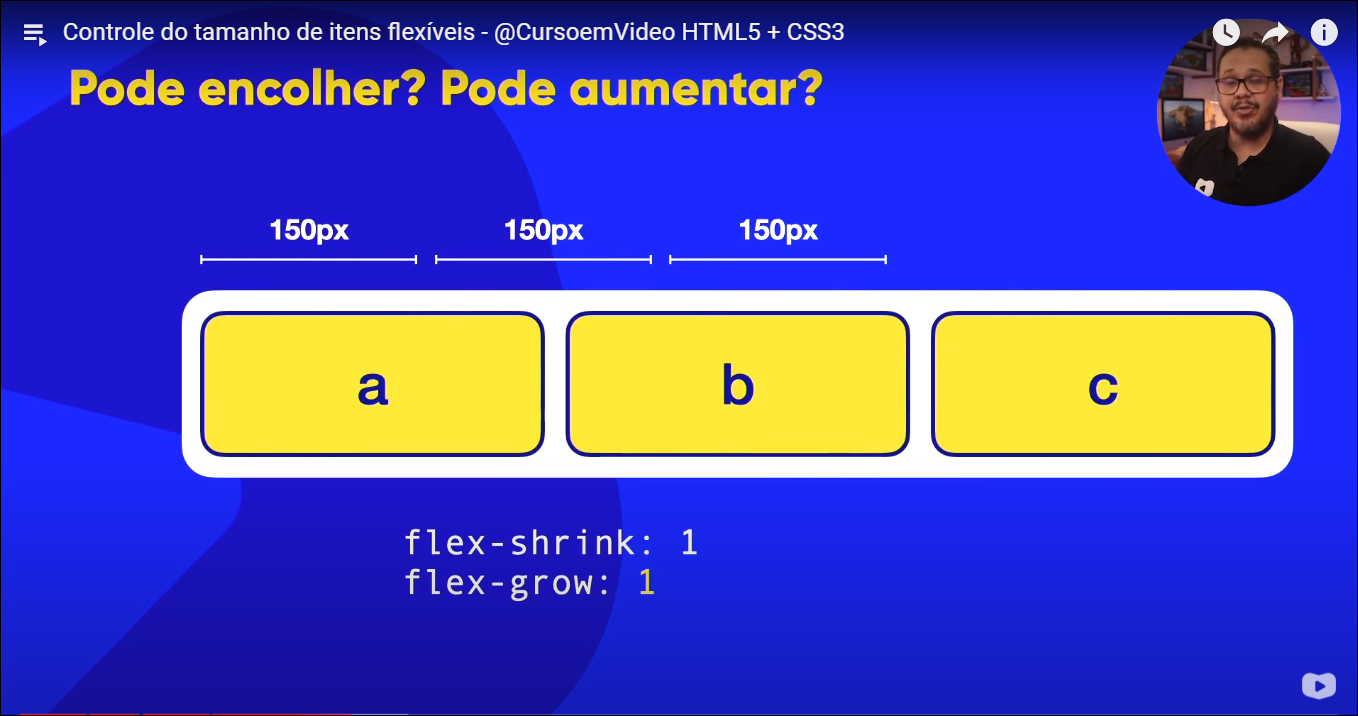 Controle do tamanho de itens flexíveis - @CursoemVideo HTML5 + CSS3
Pode encolher? Pode aumentar?
150px 150px 150px
a b c
flex-shrink: 1
flex-grow: 1